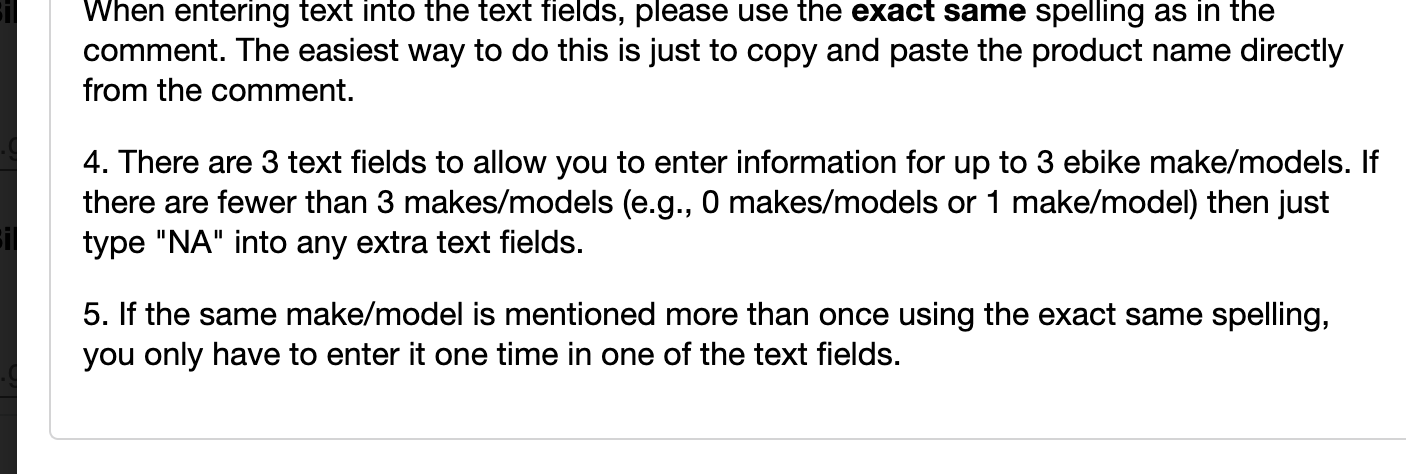 When entering text into the text fields, please use the exact same spelling as in the
comment. The easiest way to do this is just to copy and paste the product name directly
from the comment.
4. There are 3 text fields to allow you to enter information for up to 3 ebike make/models. If
there are fewer than 3 makes/models (e.g., 0 makes/models or 1 make/model) then just
type "NA" into any extra text fields.
5. If the same make/model is mentioned more than once using the exact same spelling,
you only have to enter it one time in one of the text fields.